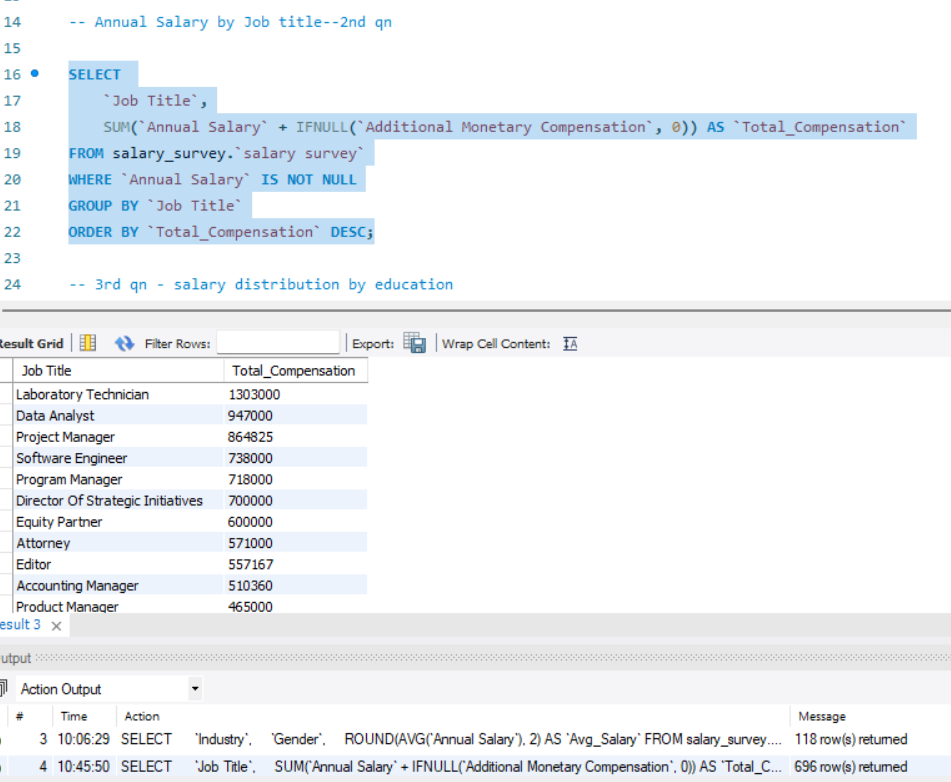 14 -- Annual Salary by Job title--2nd qn
15
16 SELECT
17 `Job Title`,
18 SUM(`Annual Salary` + IFNULL(`Additional Monetary Compensation`, 0)) AS `Total_Compensation`
19 FROM salary_survey.`salary survey`
20 WHERE `Annual Salary` IS NOT NULL
21 GROUP BY `Job Title`
22 ORDER BY `Total_Compensation` DESC;
23
24 -- 3rd qn - salary distribution by education
Result Grid Filter Rows: Export: Wrap Cell Content: IA
Job Title Total_Compensation
Laboratory Technician 1303000
Data Analyst 947000
Project Manager 864825
Software Engineer 738000
Program Manager 718000
Director Of Strategic Initiatives 700000
Equity Partner 600000
Attorney 571000
Editor 557167
Accounting Manager 510360
Product Manager 465000
esult 3 ×
utput
Action Output
# Time Action Message
3 10:06:29 SELECT `Industry`, `Gender`, ROUND(AVG(`Annual Salary`), 2) AS `Avg_Salary` FROM salary_survey.... 118 row(s) returned
4 10:45:50 SELECT `Job Title`, SUM(`Annual Salary` + IFNULL(`Additional Monetary Compensation`, 0)) AS `Total_C... 696 row(s) returned